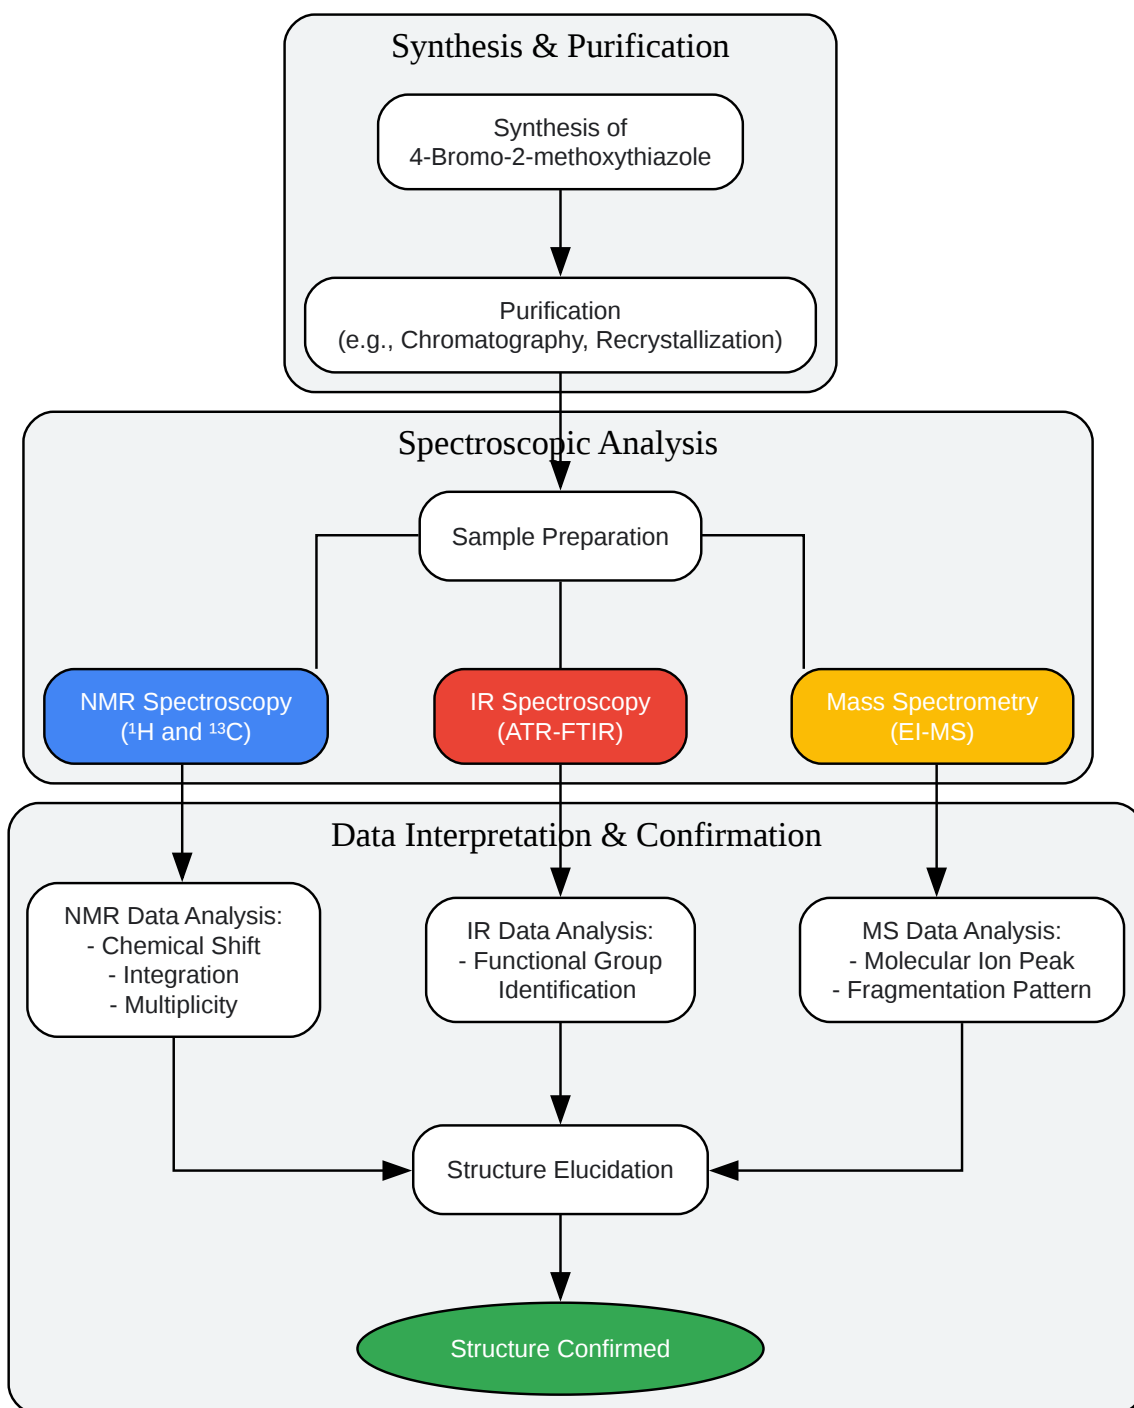 Synthesis & Purification
Synthesis of
4-Bromo-2-methoxythiazole
Purification
(e.g., Chromatography, Recrystallization)
Spectroscopic Analysis
Sample Preparation
NMR Spectroscopy
(¹H and ¹³C)
IR Spectroscopy
(ATR-FTIR)
Mass Spectrometry
(EI-MS)
Data Interpretation & Confirmation
NMR Data Analysis:
- Chemical Shift
- Integration
- Multiplicity
IR Data Analysis:
- Functional Group
Identification
MS Data Analysis:
- Molecular Ion Peak
- Fragmentation Pattern
Structure Elucidation
Structure Confirmed